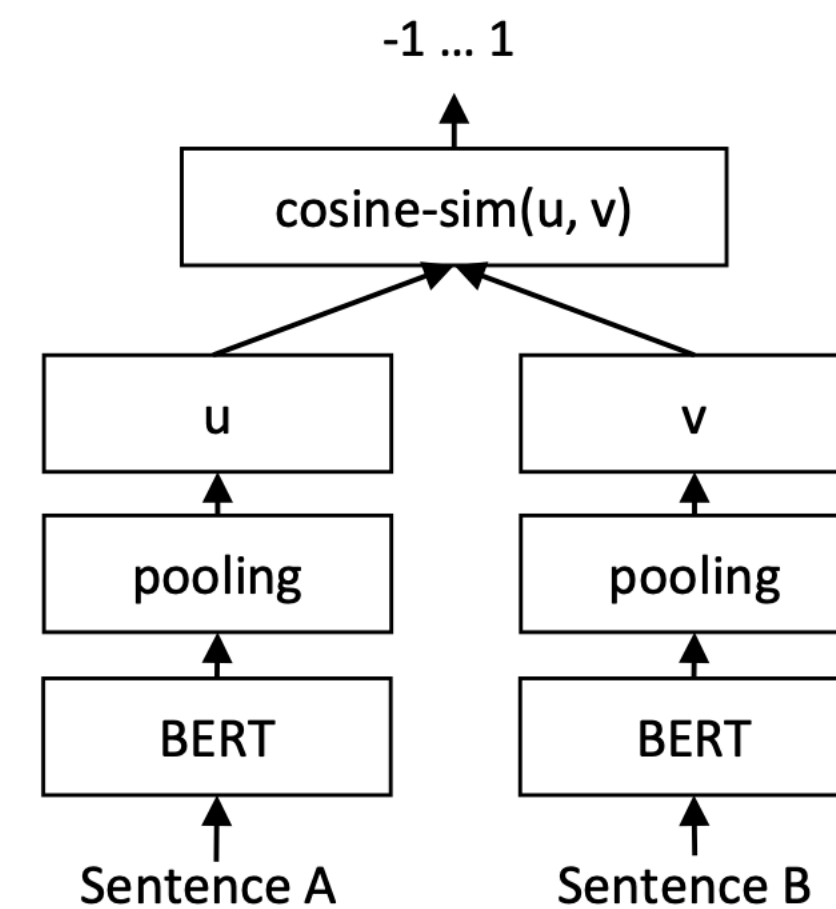 -1 ... 1
cosine-sim(u, v)
u v
pooling pooling
BERT BERT
Sentence A Sentence B